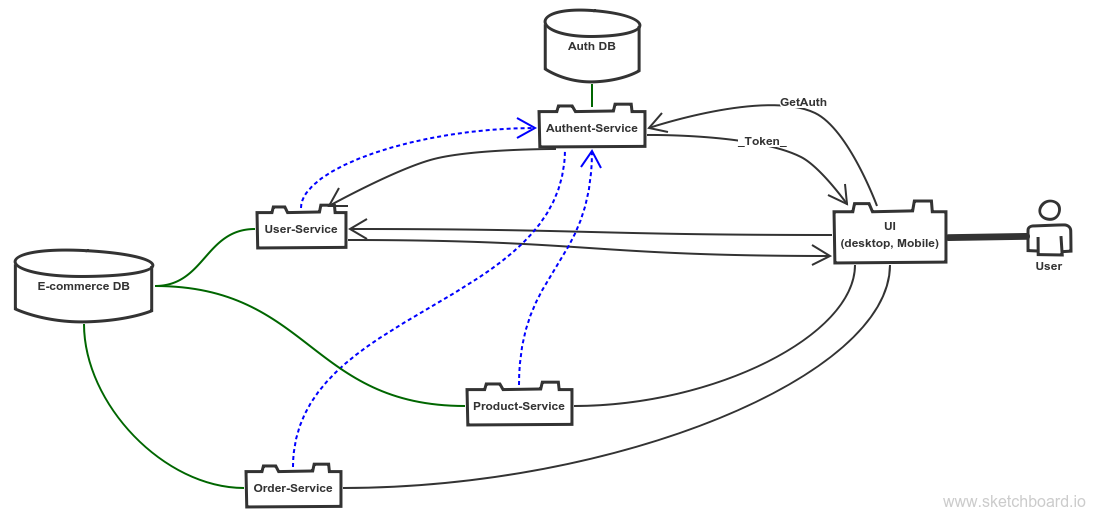 Auth DB
GetAuth
Authent-Service
_Token_
User-Service
UI
(desktop, Mobile)
User
E-commerce DB
Product-Service
Order-Service
www.sketchboard.io